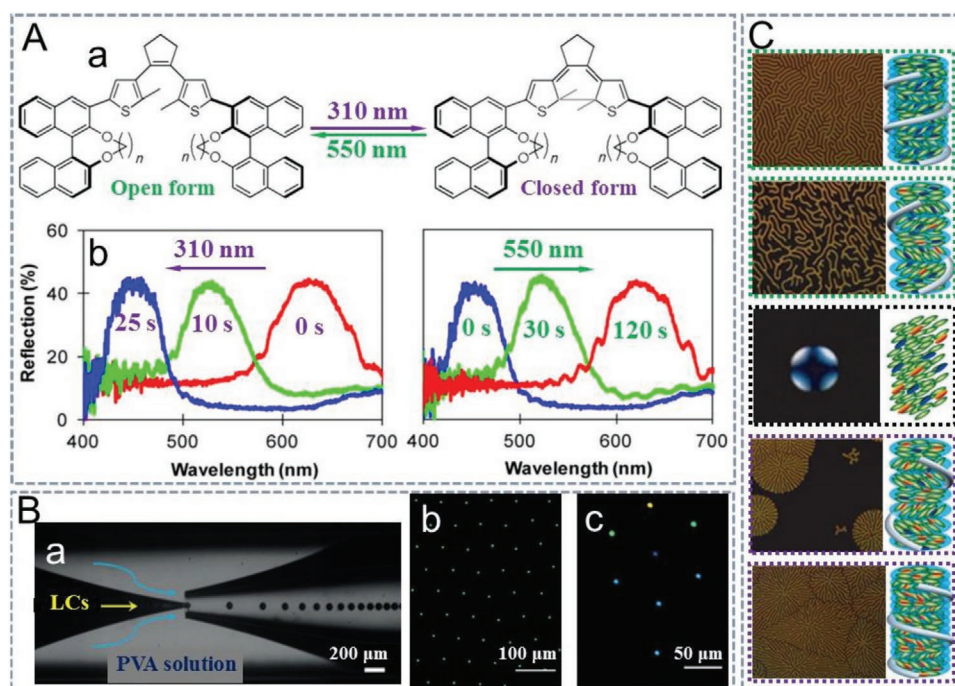 A
a
S
S
O
O
O
O
n
n
Open form
310 nm
550 nm
S
S
O
O
O
O
n
n
Closed form
b
60
40
20
0
Reflection (%)
310 nm
25 s
10 s
0 s
400
500
600
700
Wavelength (nm)
550 nm
0 s
30 s
120 s
400
500
600
700
Wavelength (nm)
B
a
LCs
PVA solution
200 μm
b
100 μm
c
50 μm
C